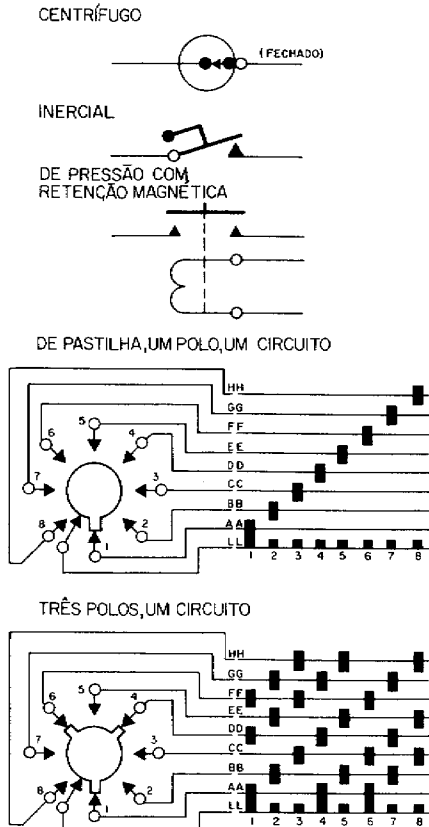 CENTRÍFUGO
(FECHADO)
INERCIAL
DE PRESSÃO COM
RETENÇÃO MAGNÉTICA
DE PASTILHA, UM POLO, UM CIRCUITO
HH
GG
FF
EE
DD
CC
BB
AA
LL
6
5
4
7
3
8
1
2
1 2 3 4 5 6 7 8
TRÊS POLOS, UM CIRCUITO
HH
GG
FF
EE
DD
CC
BB
AA
LL
6
5
4
7
3
8
1
2
1 2 3 4 5 6 7 8